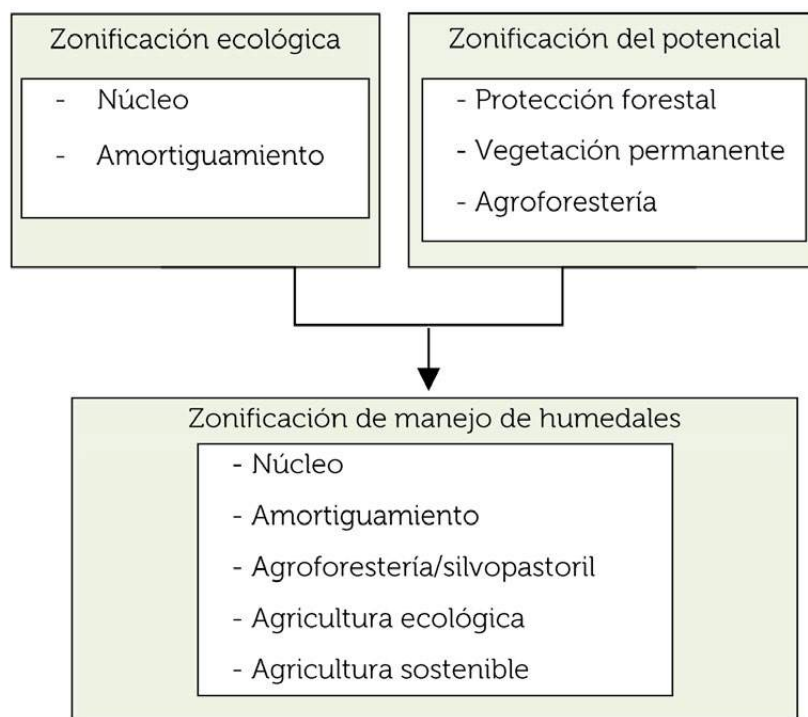 Zonificación ecológica
- Núcleo
- Amortiguamiento
Zonificación del potencial
- Protección forestal
- Vegetación permanente
- Agroforestería
Zonificación de manejo de humedales
- Núcleo
- Amortiguamiento
- Agroforestería/silvopastoril
- Agricultura ecológica
- Agricultura sostenible